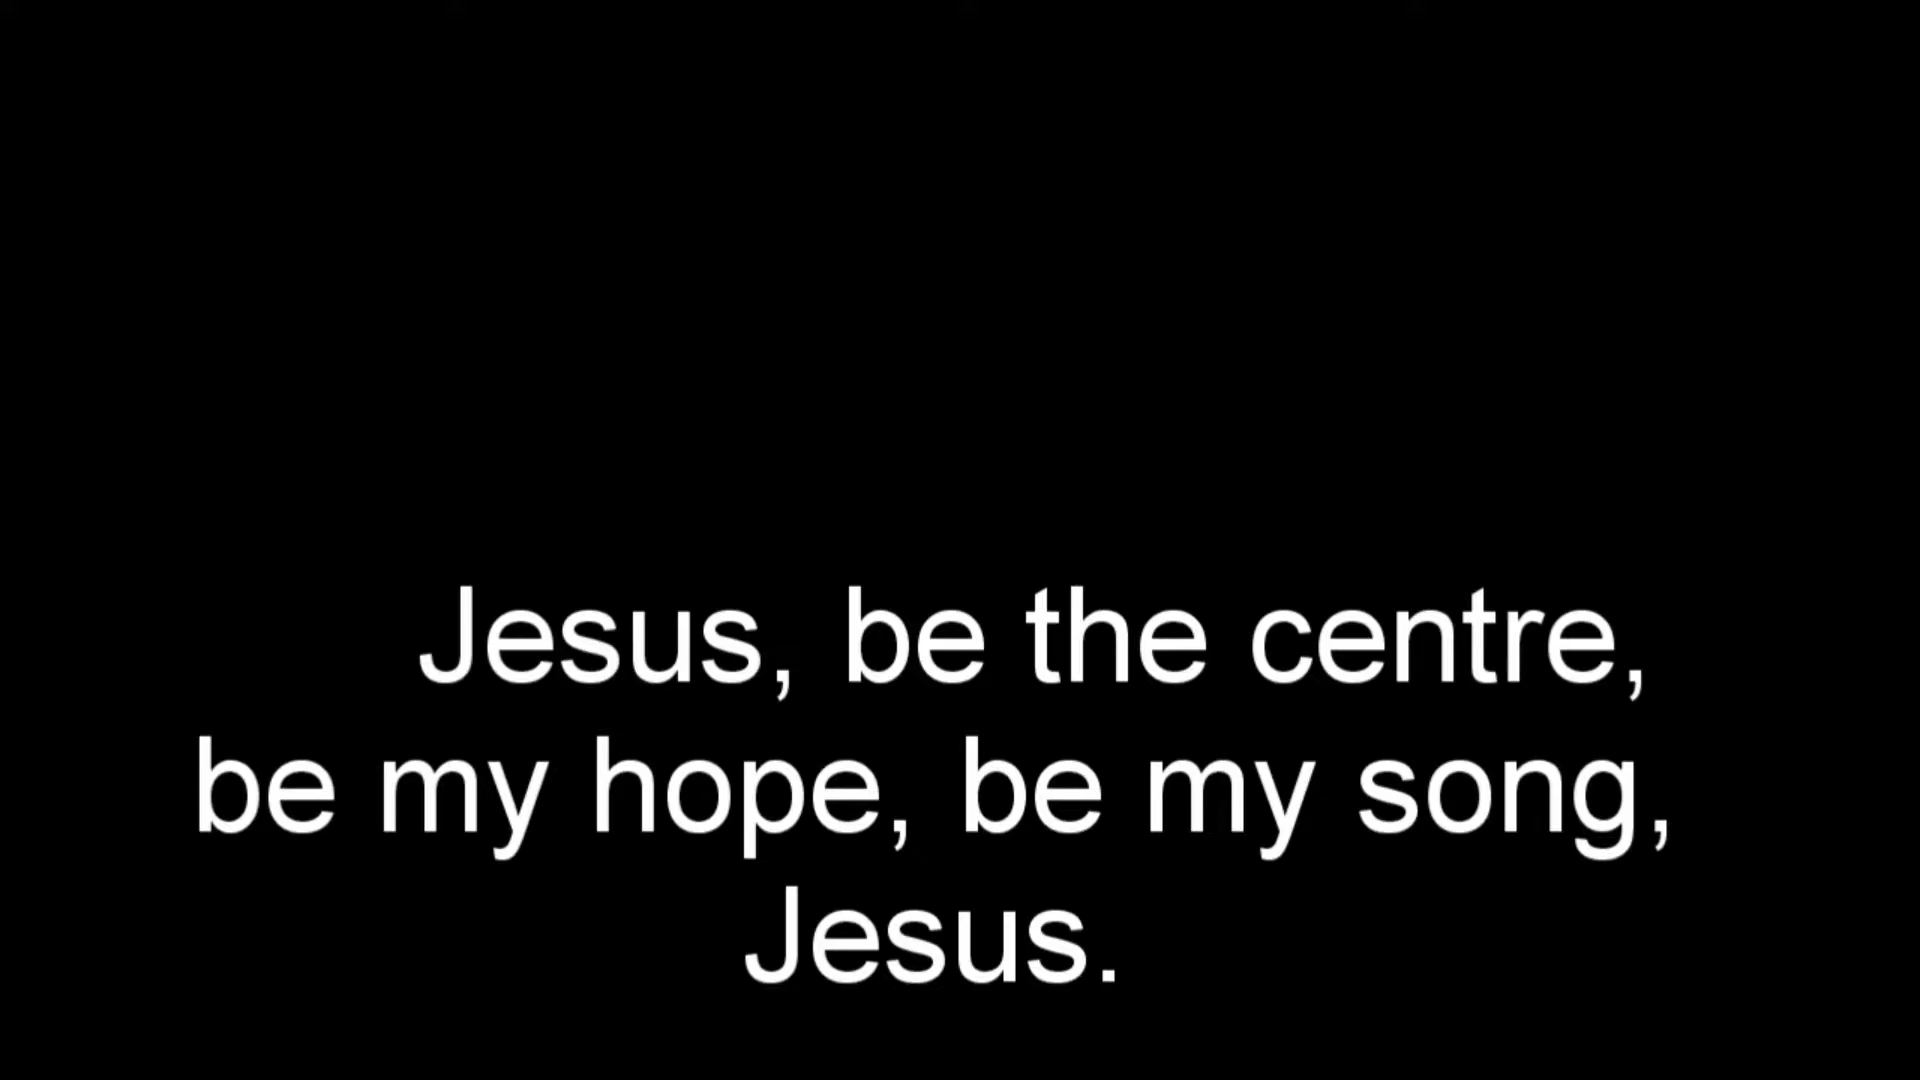 Jesus, be the centre,
be my hope, be my song,
Jesus.